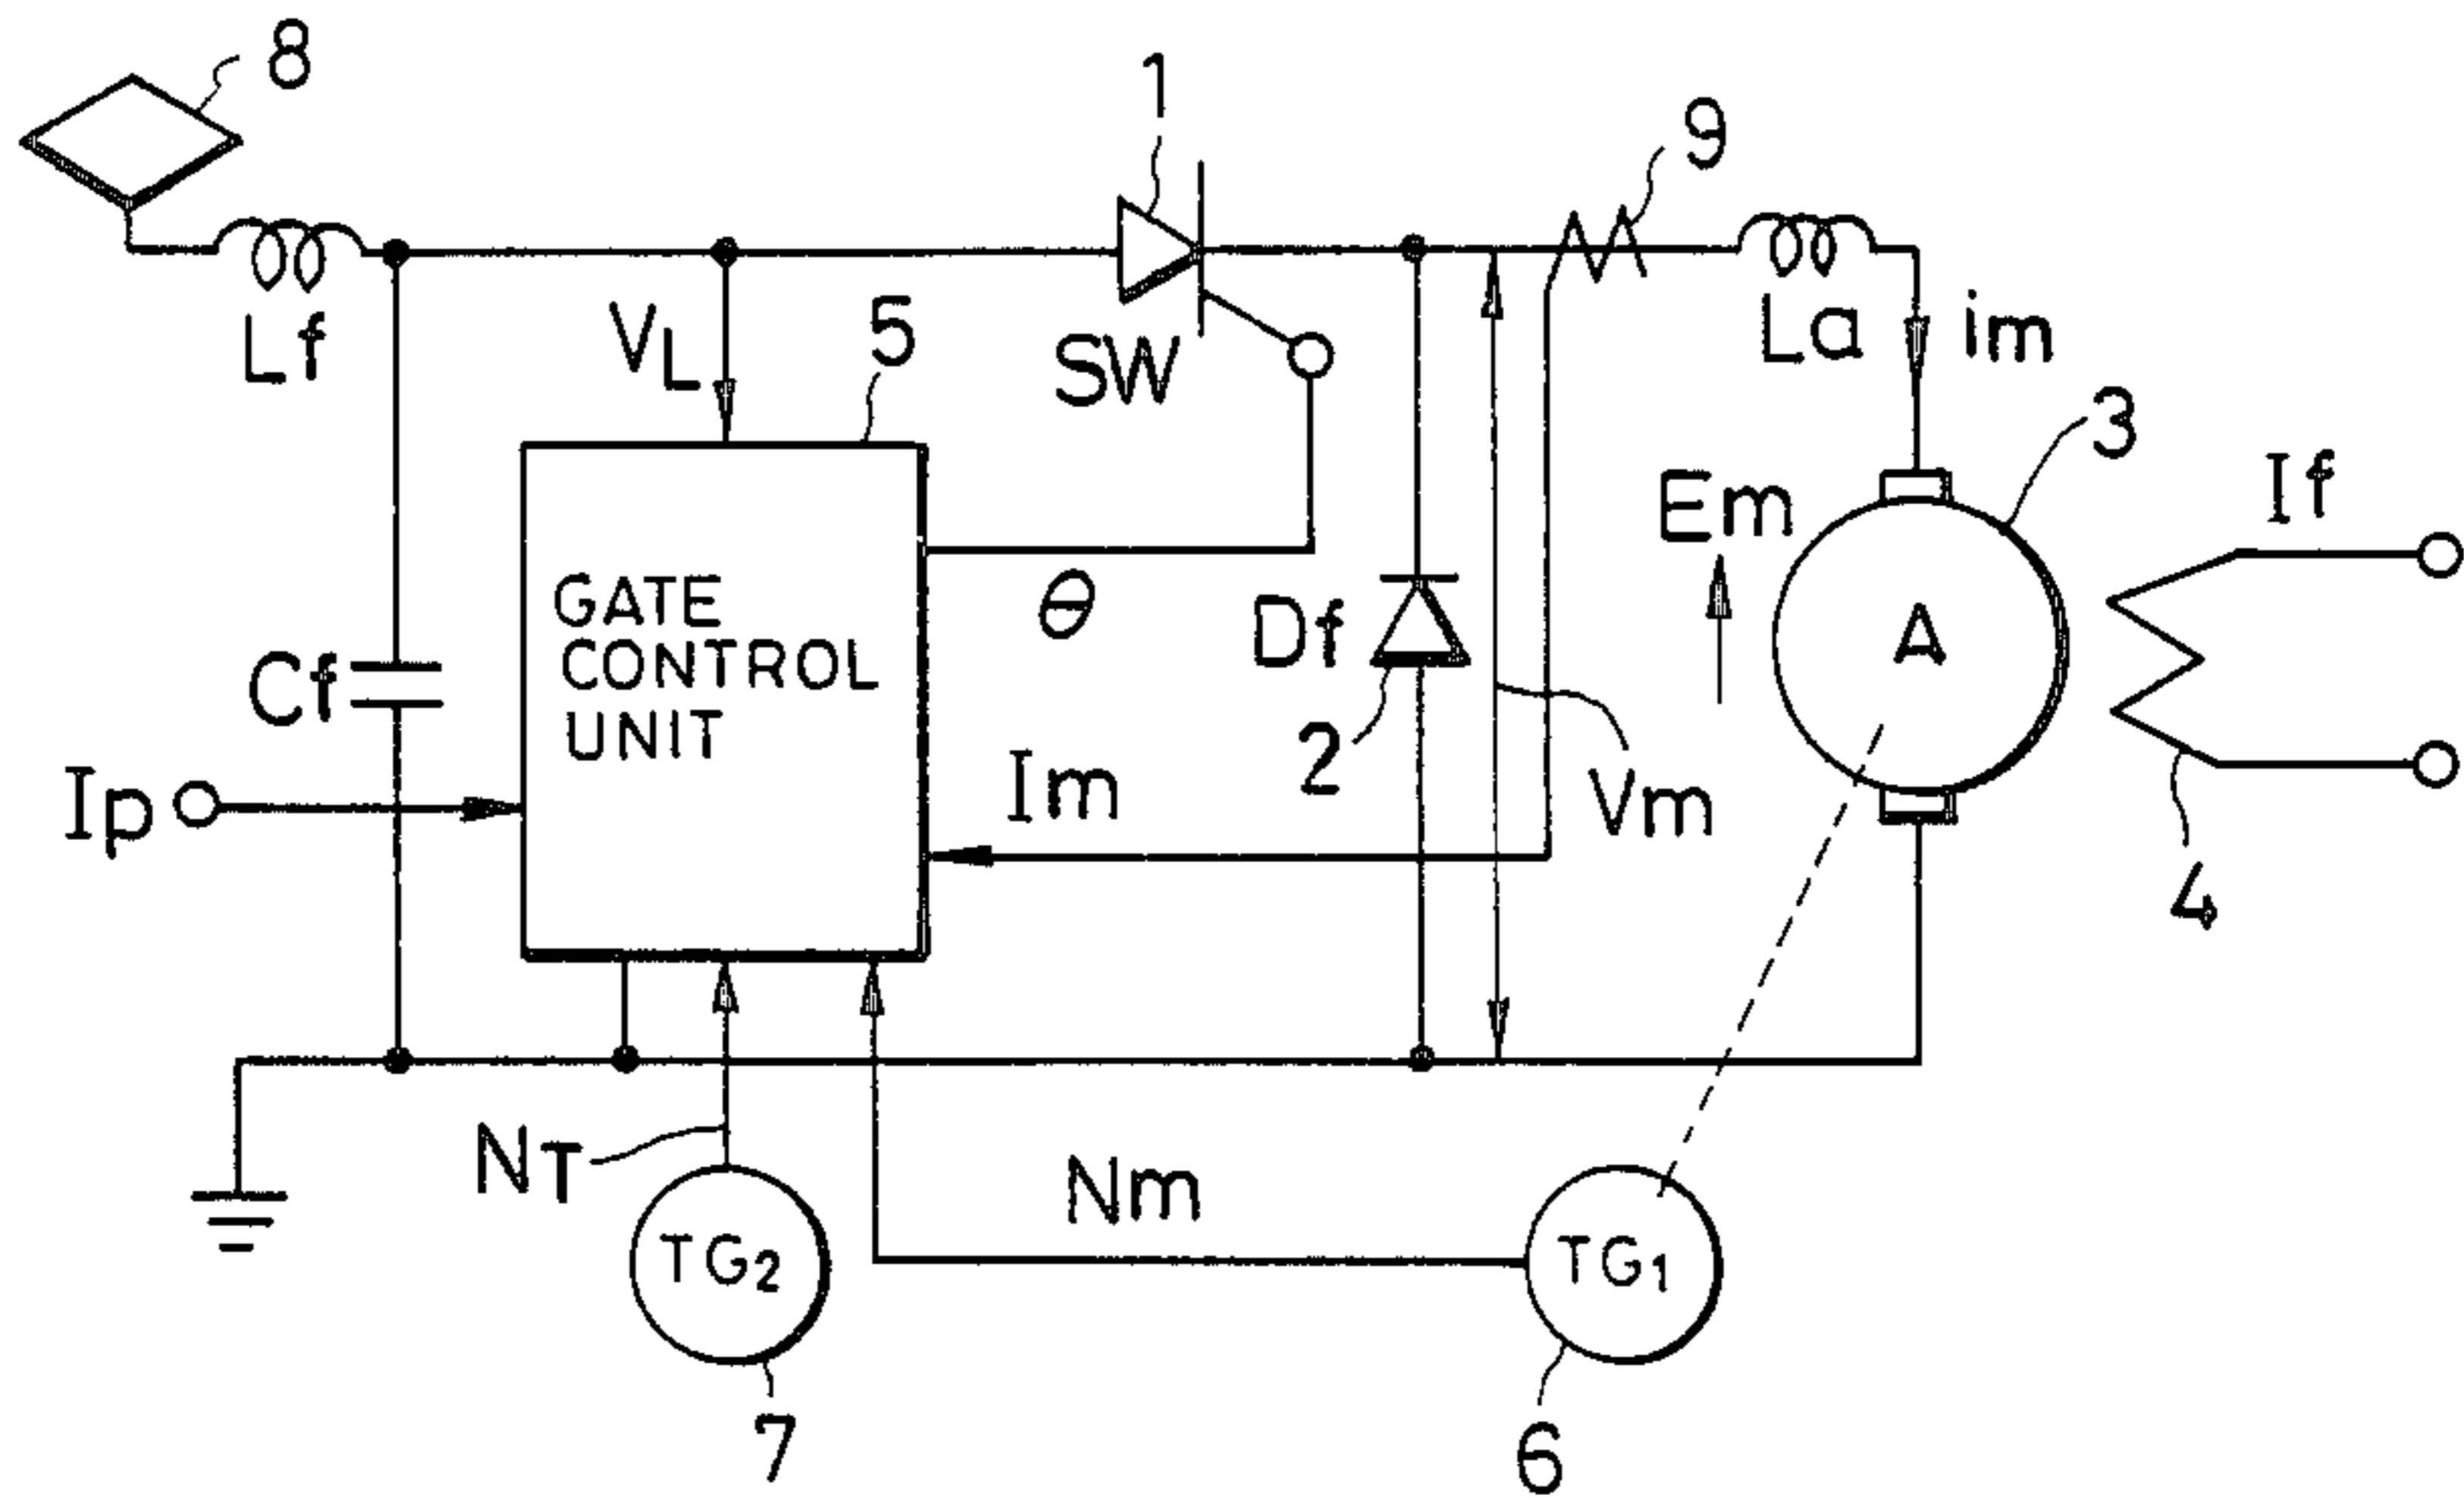 8
1
9
Lf
VL
5
SW
La
im
3
Em
If
GATE
CONTROL
UNIT
θ
Df
A
Cf
2
Ip
Im
Vm
4
NT
Nm
TG2
TG1
7
6